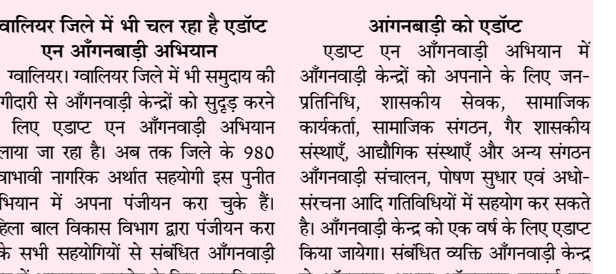 वालियर जिले में भी चल रहा है एडॉप्ट
एन आँगनबाड़ी अभियान
ग्वालियर। ग्वालियर जिले में भी समुदाय की
गीदारी से आँगनवाड़ी केन्द्रों को सुदृढ़ करने
लिए एडाप्ट एन आँगनवाड़ी अभियान
लाया जा रहा है। अब तक जिले के 980
वाभावी नागरिक अर्थात सहयोगी इस पुनीत
भियान में अपना पंजीयन करा चुके हैं।
हिला बाल विकास विभाग द्वारा पंजीयन करा
के सभी सहयोगियों से संबंधित आँगनवाड़ी
आंगनबाड़ी को एडॉप्ट
एडाप्ट एन आँगनवाड़ी अभियान में
आँगनवाड़ी केन्द्रों को अपनाने के लिए जन-
प्रतिनिधि, शासकीय सेवक, सामाजिक
कार्यकर्ता, सामाजिक संगठन, गैर शासकीय
संस्थाएँ, आद्यौगिक संस्थाएँ और अन्य संगठन
आँगनवाड़ी संचालन, पोषण सुधार एवं अधो-
संरचना आदि गतिविधियों में सहयोग कर सकते
है। आँगनवाड़ी केन्द्र को एक वर्ष के लिए एडाप्ट
किया जायेगा। संबंधित व्यक्ति आँगनवाड़ी केन्द्र